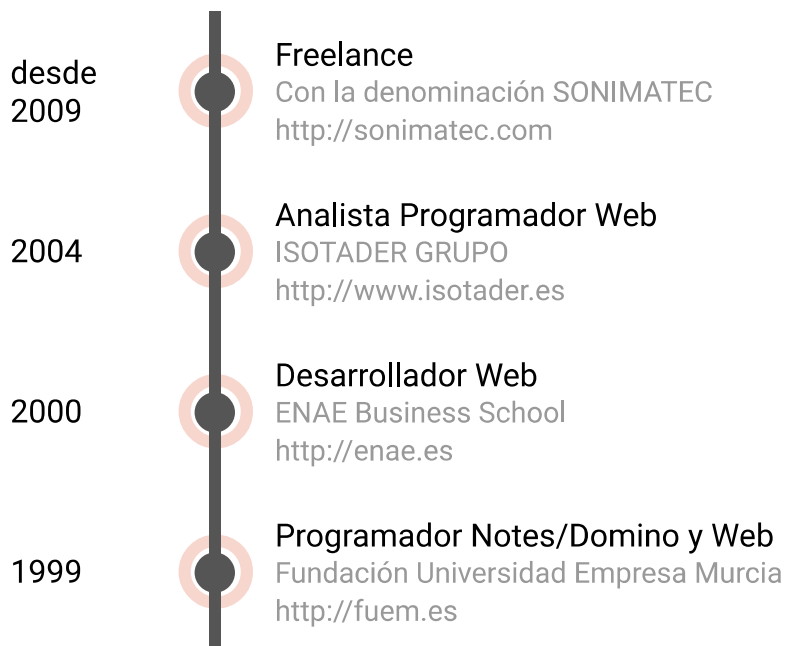 desde
2009
Freelance
Con la denominación SONIMATEC
http://sonimatec.com
2004
Analista Programador Web
ISOTADER GRUPO
http://www.isotader.es
2000
Desarrollador Web
ENAE Business School
http://enae.es
1999
Programador Notes/Domino y Web
Fundación Universidad Empresa Murcia
http://fuem.es